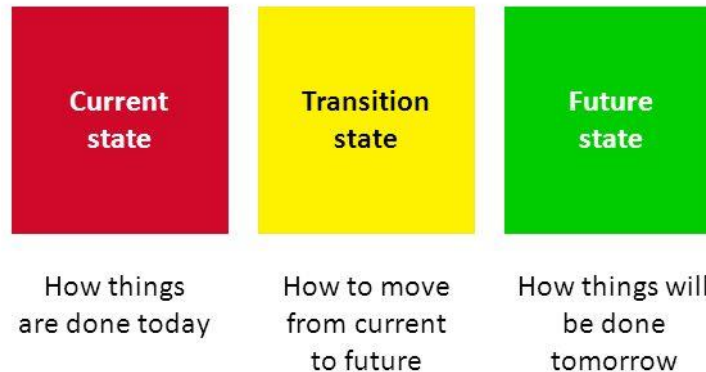 Current
state
Transition
state
Future
state
How things
are done today
How to move
from current
to future
How things will
be done
tomorrow